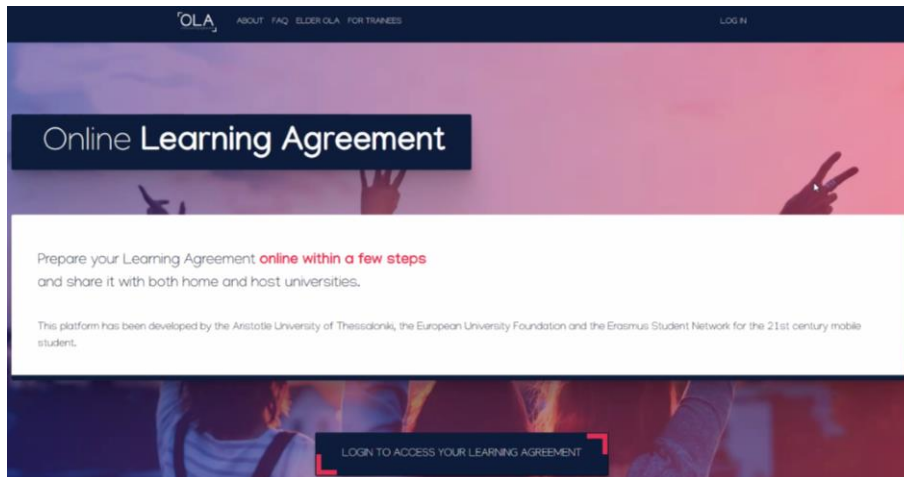 OLA ABOUT FAQ ELDER OLA FOR TRAINEES LOG IN
Online Learning Agreement
Prepare your Learning Agreement online within a few steps
and share it with both home and host universities.
This platform has been developed by the Aristotle University of Thessaloniki, the European University Foundation and the Erasmus Student Network for the 21st century mobile
student.
LOGIN TO ACCESS YOUR LEARNING AGREEMENT